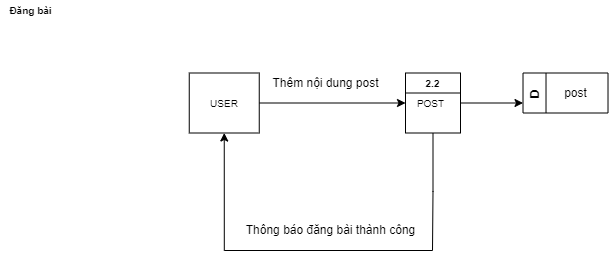 Đăng bài
Thêm nội dung post
2.2
USER
POST
D
post
Thông báo đăng bài thành công